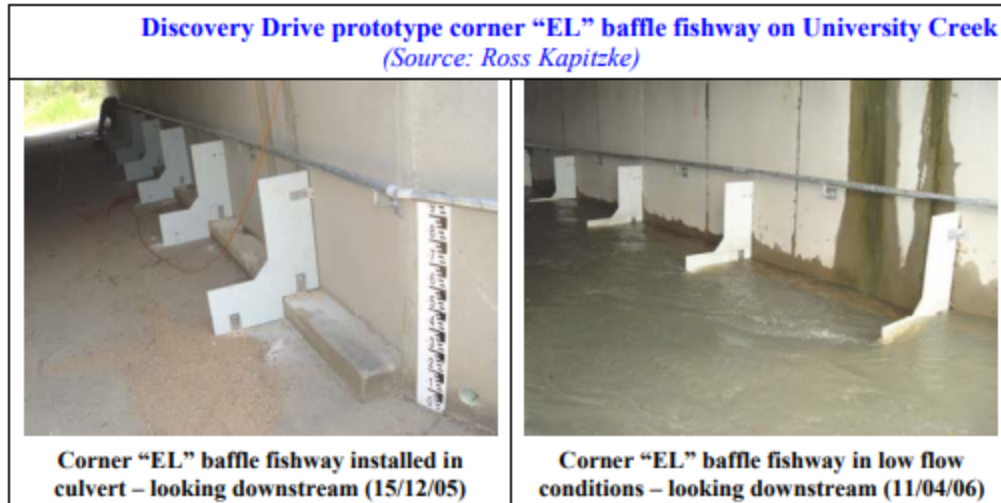 Discovery Drive prototype corner “EL” baffle fishway on University Creek
(Source: Ross Kapitzke)
Corner “EL” baffle fishway installed in
culvert – looking downstream (15/12/05)
Corner “EL” baffle fishway in low flow
conditions – looking downstream (11/04/06)